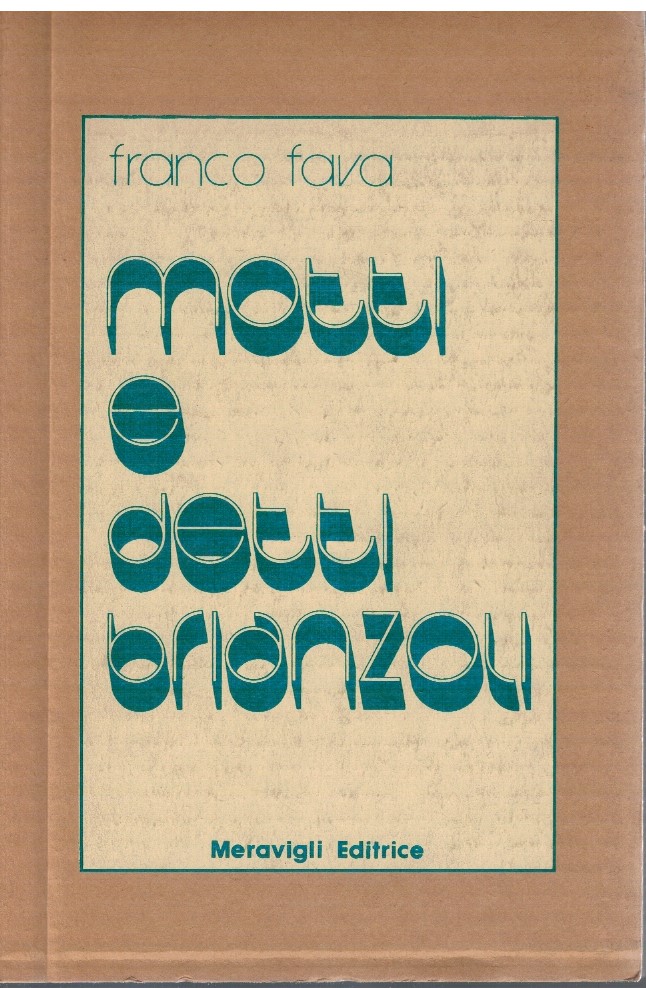 franco fava
motti
e
detti
brianzoli
Meravigli Editrice